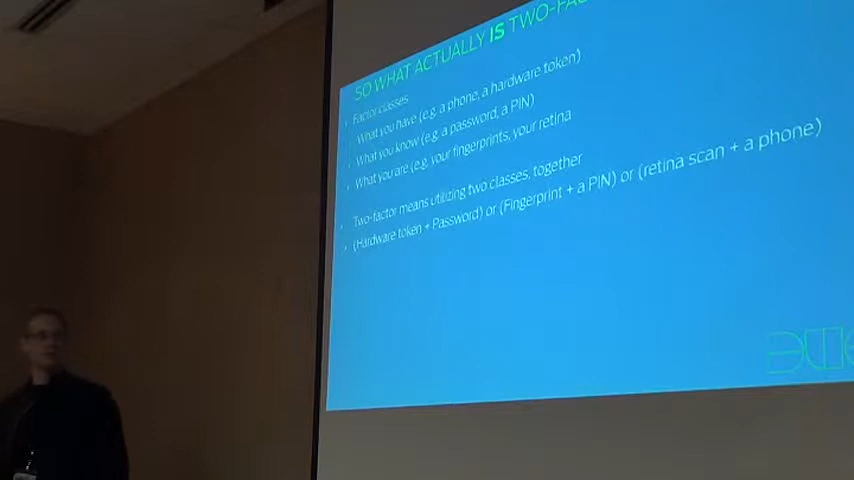 SO WHAT ACTUALLY IS TWO-FA
• Factor classes
• What you have (e.g. a phone, a hardware token)
• What you know (e.g. a password, a PIN)
• What you are (e.g. your fingerprints, your retina
• Two-factor means utilizing two classes, together
• (Hardware token + Password) or (Fingerprint + a PIN) or (retina scan + a phone)